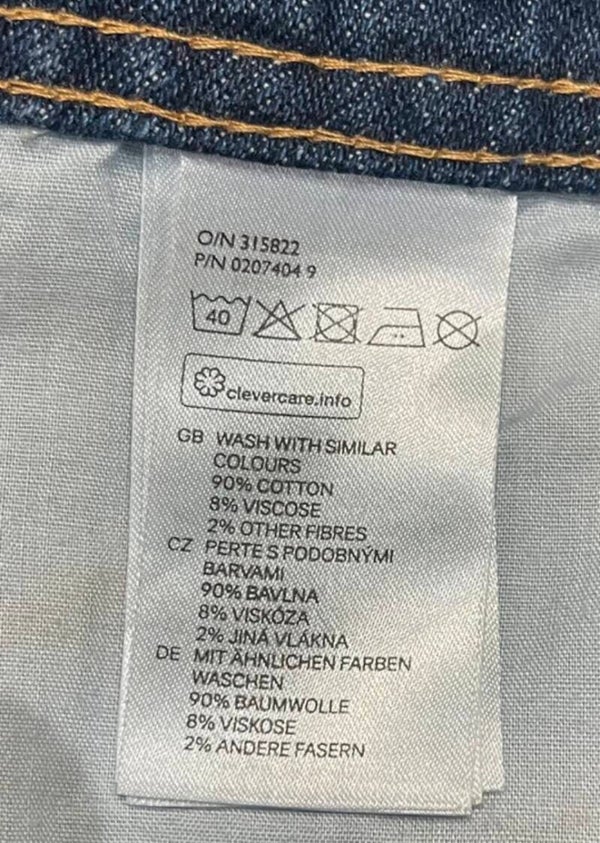 O/N 315822
P/N 0207404 9
40
clevercare.info
GB WASH WITH SIMILAR
COLOURS
90% COTTON
8% VISCOSE
2% OTHER FIBRES
CZ PERTE S PODOBNÝMI
BARVAMI
90% BAVLNA
8% VISKÓZA
2% JINÁ VLÁKNA
DE MIT ÄHNLICHEN FARBEN
WASCHEN
90% BAUMWOLLE
8% VISKOSE
2% ANDERE FASERN